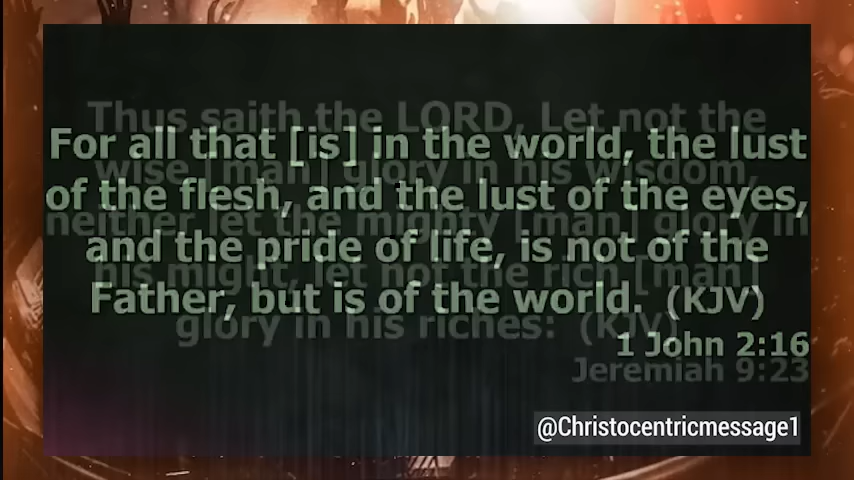 Thus saith the LORD, Let not the
For all that [is] in the world, the lust
wise [man] glory in his wisdom,
of the flesh, and the lust of the eyes,
neither let the mighty [man] glory in
and the pride of life, is not of the
his might, let not the rich [man]
Father, but is of the world. (KJV)
glory in his riches: (KJV)
1 John 2:16
Jeremiah 9:23
@Christocentricmessage1